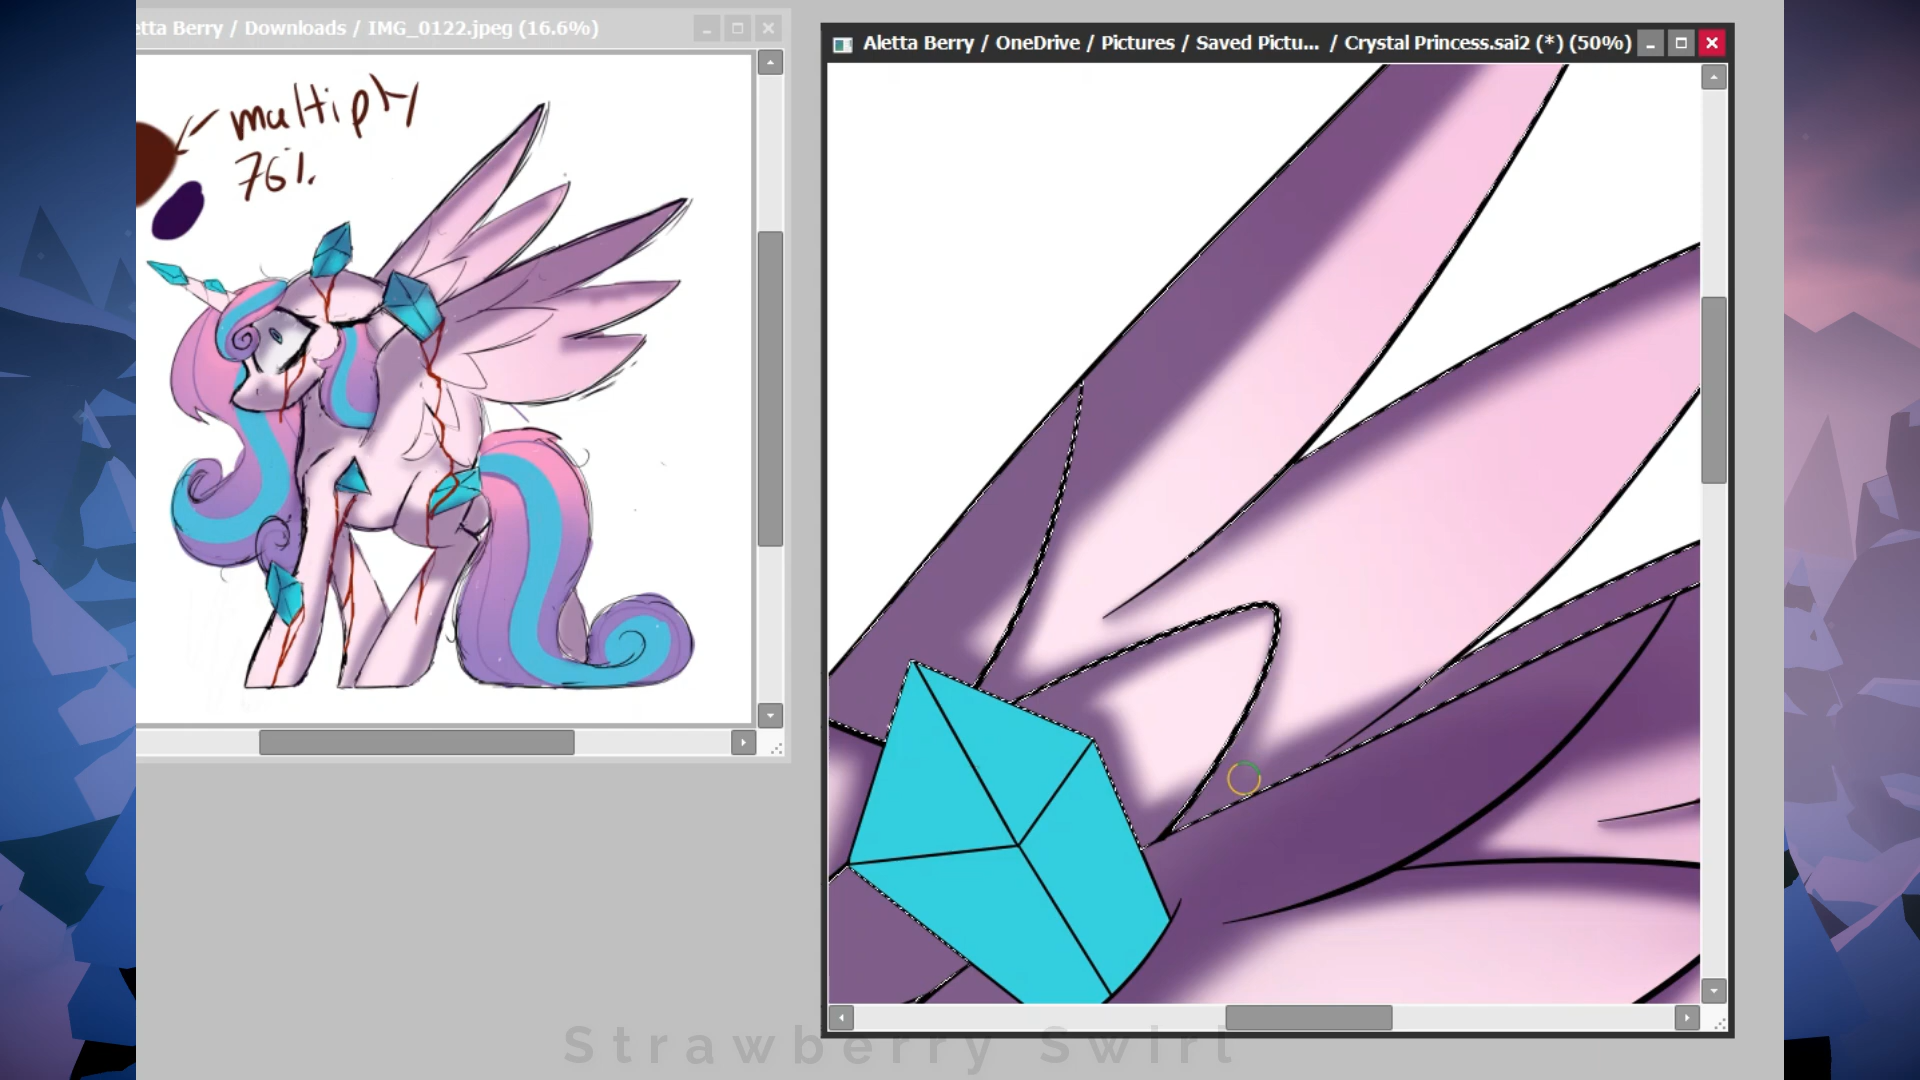 etta Berry / Downloads / IMG_0122.jpeg (16.6%)
Aletta Berry / OneDrive / Pictures / Saved Pictu... / Crystal Princess.sai2 (*) (50%)
multiply
76%.
Strawberry Swirl